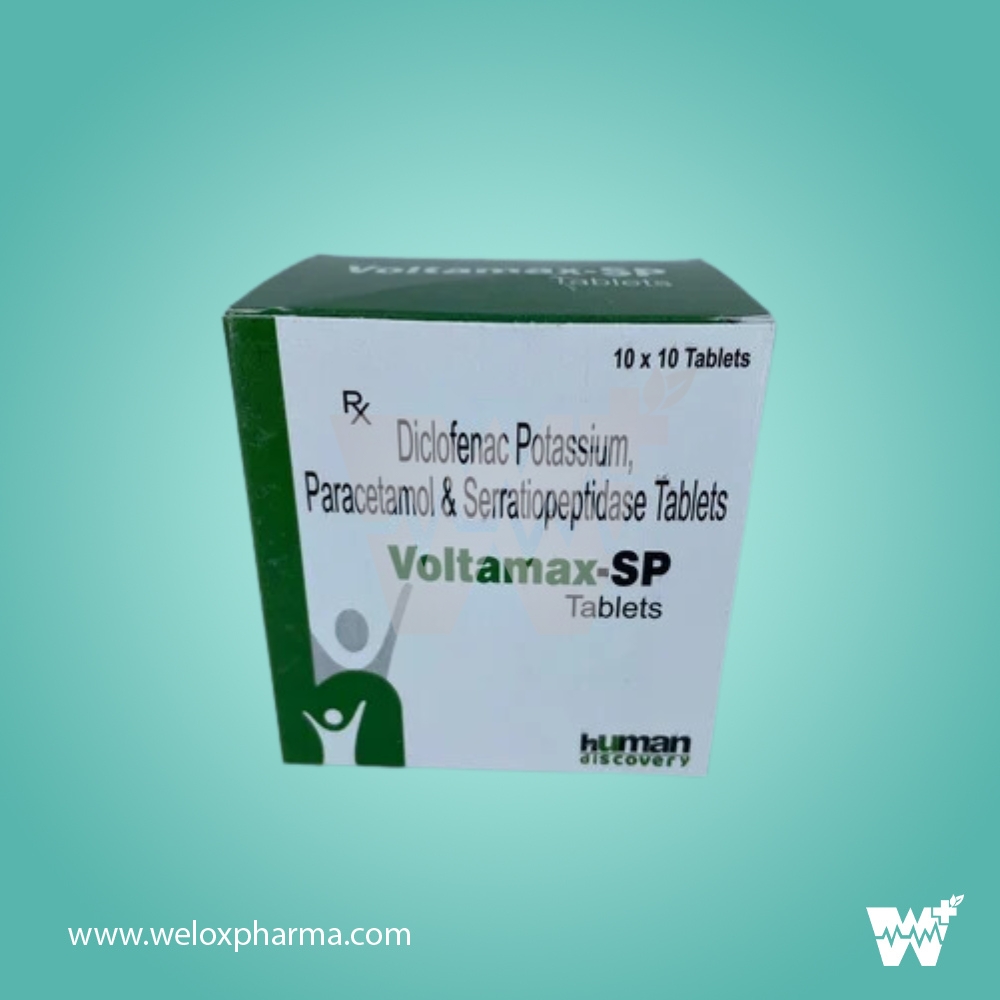 Voltamax-SP
Tablets
10 x 10 Tablets
Rx
Diclofenac Potassium,
Paracetamol & Serratiopeptidase Tablets
Voltamax-SP
Tablets
human
discovery
www.weloxpharma.com
W